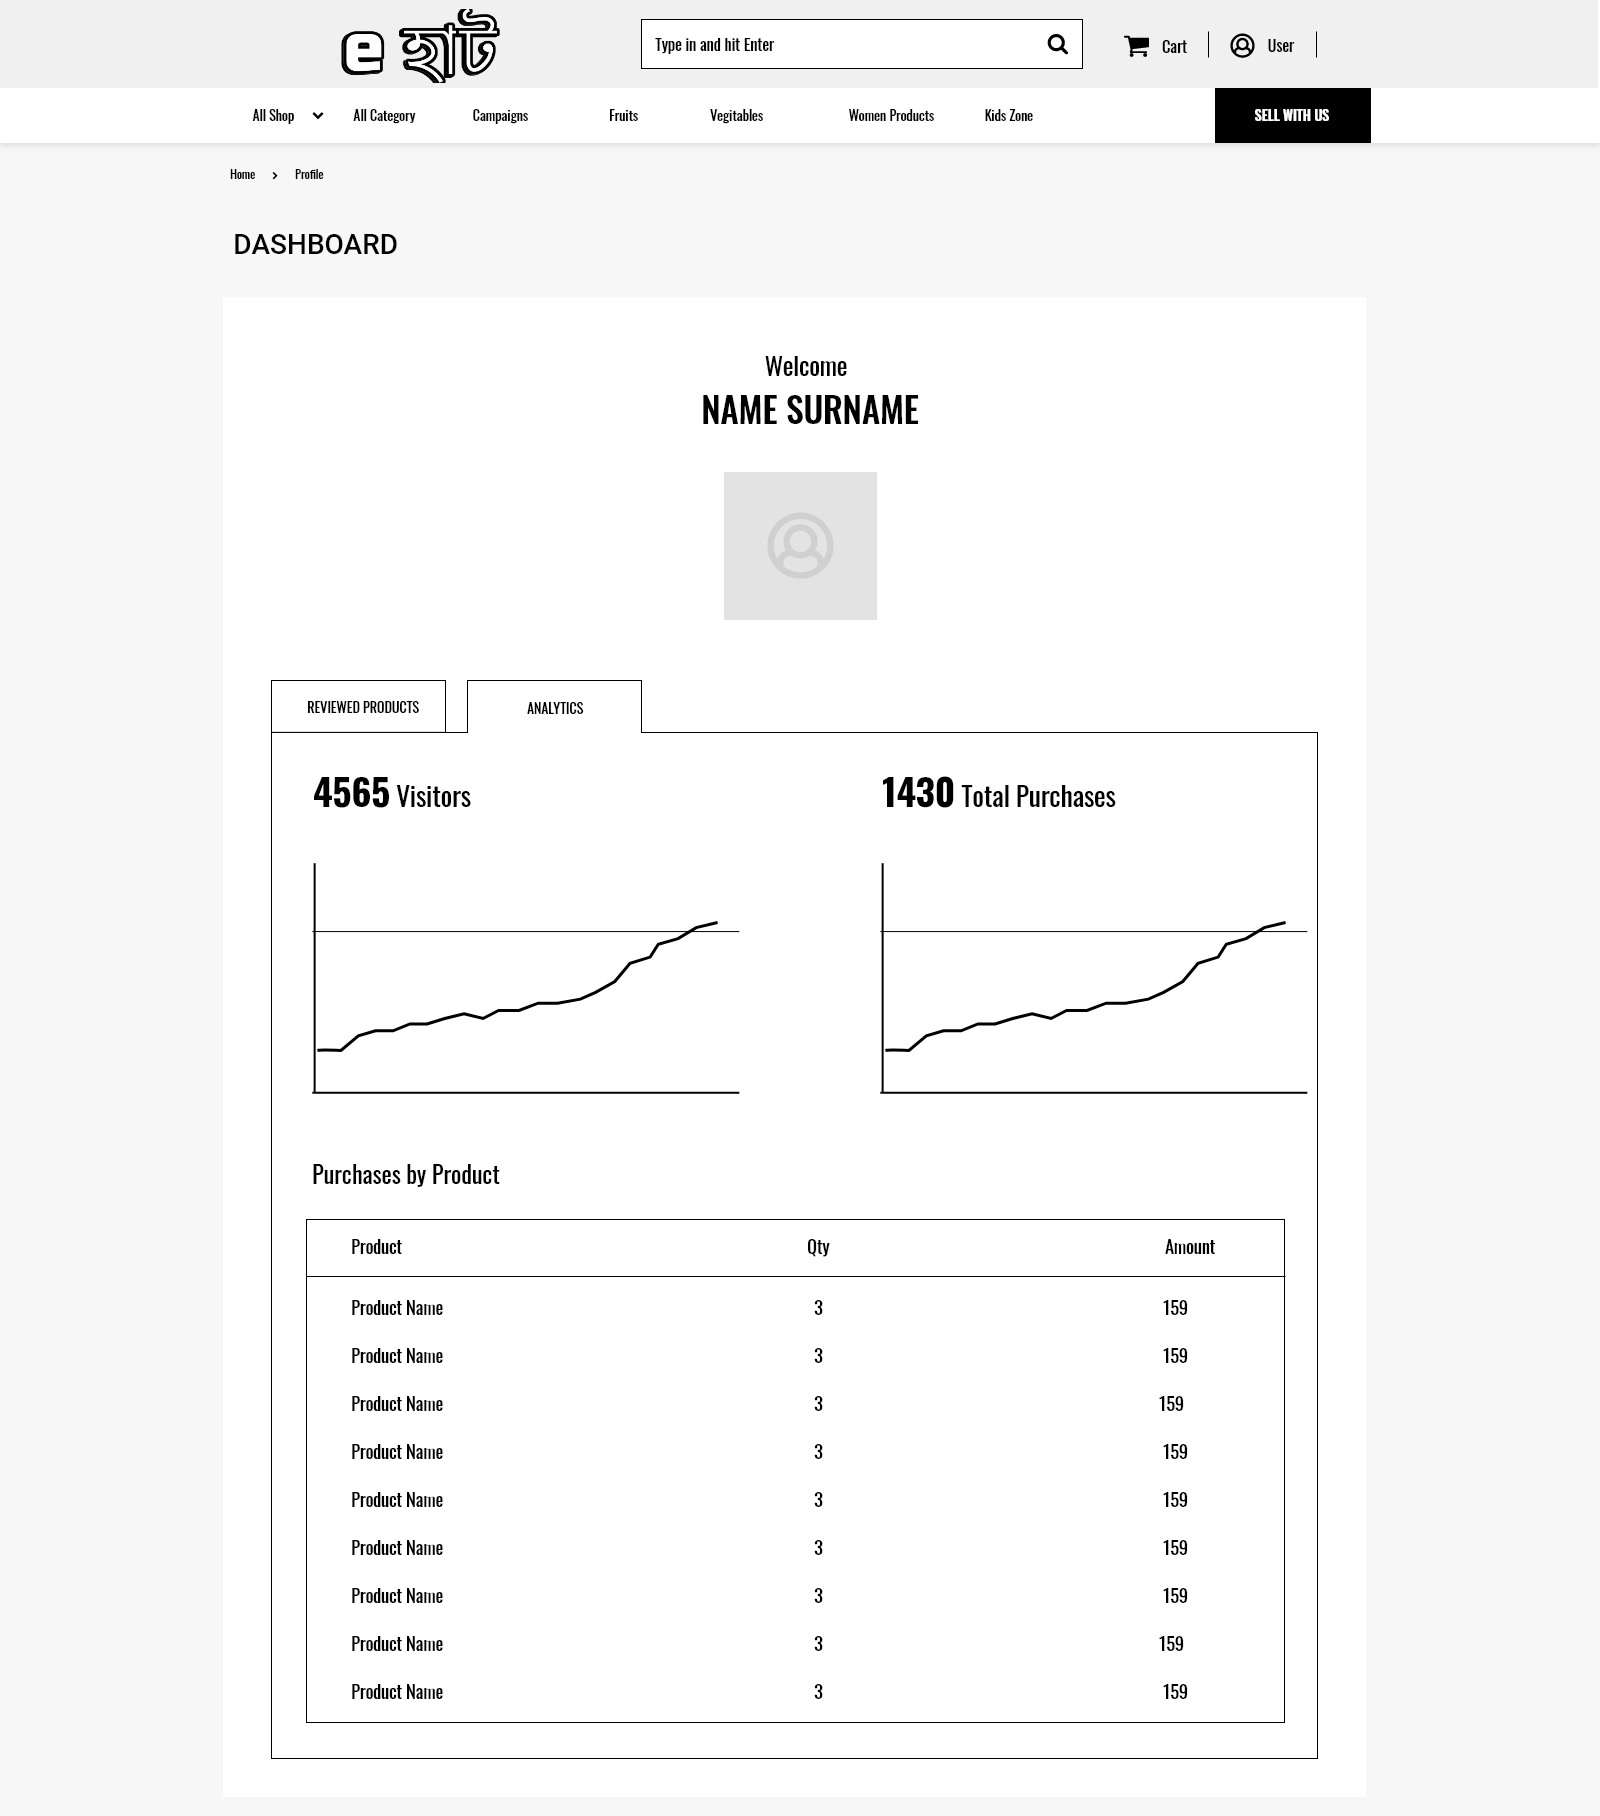 e হাট
Type in and hit Enter
Cart
User
All Shop
All Category
Campaigns
Fruits
Vegitables
Women Products
Kids Zone
SELL WITH US
Home
Profile
DASHBOARD
Welcome
NAME SURNAME
REVIEWED PRODUCTS
ANALYTICS
4565 Visitors
1430 Total Purchases
Purchases by Product
Product Qty Amount
Product Name 3 159
Product Name 3 159
Product Name 3 159
Product Name 3 159
Product Name 3 159
Product Name 3 159
Product Name 3 159
Product Name 3 159
Product Name 3 159